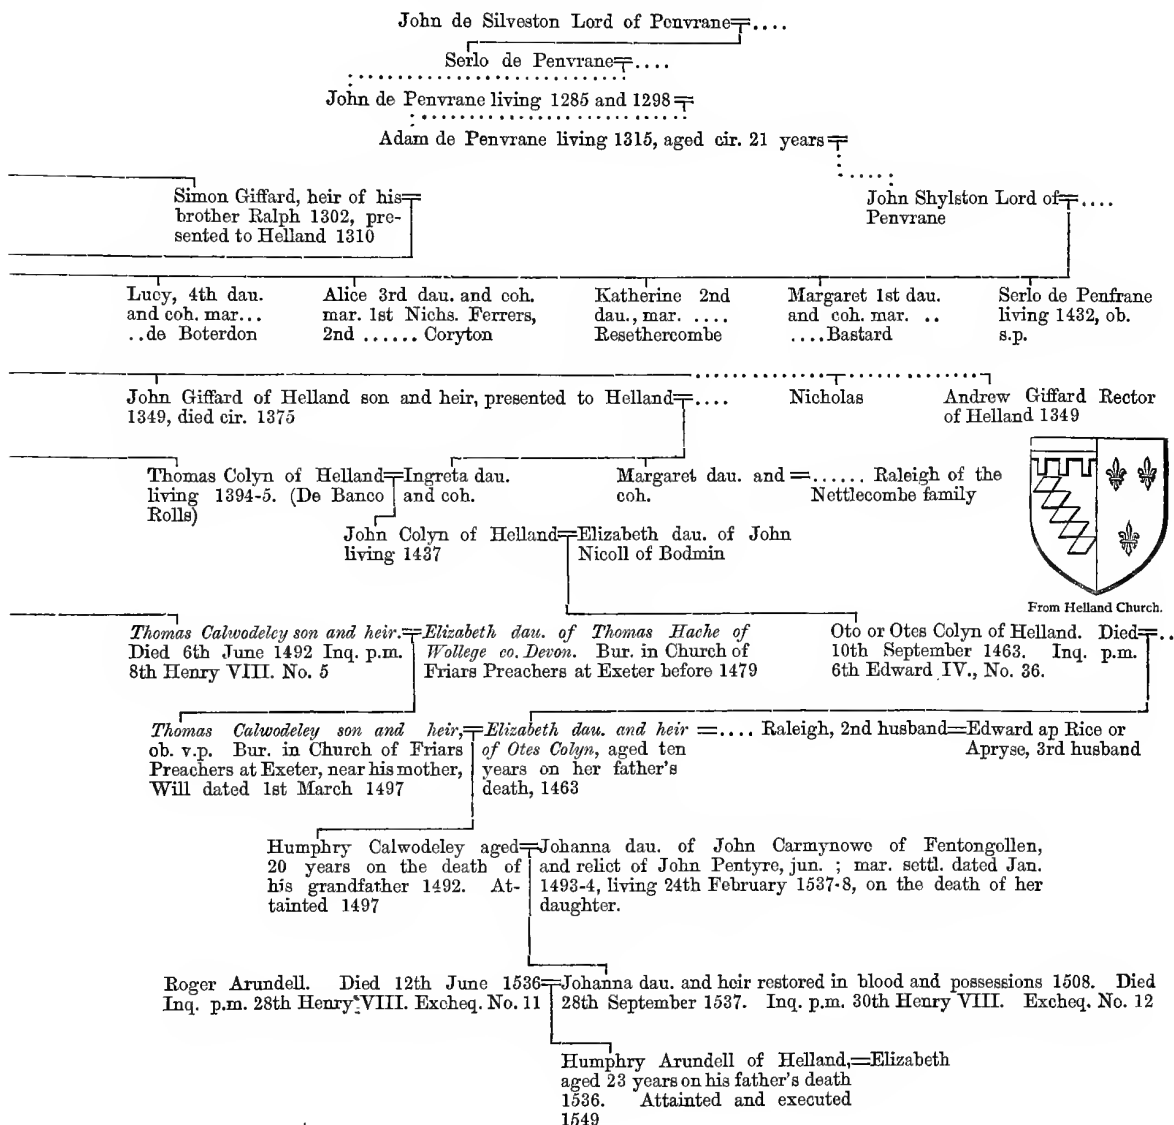 John de Silveston Lord of Penvrane=....
Serlo de Penvrane=....
John de Penvrane living 1285 and 1298=
Adam de Penvrane living 1315, aged cir. 21 years=
Simon Giffard, heir of his=
brother Ralph 1302, pre-
sented to Helland 1310
John Shylston Lord of=....
Penvrane
Lucy, 4th dau.
and coh. mar...
..de Boterdon
Alice 3rd dau. and coh.
mar. 1st Nichs. Ferrers,
2nd ...... Coryton
Katherine 2nd
dau., mar. ....
Resethercombe
Margaret 1st dau.
and coh. mar. ..
....Bastard
Serlo de Penfrane
living 1432, ob.
s.p.
John Giffard of Helland son and heir, presented to Helland=....
1349, died cir. 1375
Nicholas
Andrew Giffard Rector
of Helland 1349
Thomas Colyn of Helland=Ingreta dau.
living 1394-5. (De Banco and coh.
Rolls)
Margaret dau. and =...... Raleigh of the
coh. Nettlecombe family
John Colyn of Helland=Elizabeth dau. of John
living 1437 Nicoll of Bodmin
From Helland Church.
Thomas Calwodeley son and heir.=Elizabeth dau. of Thomas Hache of
Died 6th June 1492 Inq. p.m. Wollege co. Devon. Bur. in Church of
8th Henry VIII. No. 5 Friars Preachers at Exeter before 1479
Oto or Otes Colyn of Helland. Died=..
10th September 1463. Inq. p.m.
6th Edward IV., No. 36.
Thomas Calwodeley son and heir,=Elizabeth dau. and heir =.... Raleigh, 2nd husband=Edward ap Rice or
ob. v.p. Bur. in Church of Friars of Otes Colyn, aged ten Apryse, 3rd husband
Preachers at Exeter, near his mother, years on her father's
Will dated 1st March 1497 death, 1463
Humphry Calwodeley aged=Johanna dau. of John Carmynowe of Fentongollen,
20 years on the death of and relict of John Pentyre, jun. ; mar. settl. dated Jan.
his grandfather 1492. At- 1493-4, living 24th February 1537-8, on the death of her
tainted 1497 daughter.
Roger Arundell. Died 12th June 1536=Johanna dau. and heir restored in blood and possessions 1508. Died
Inq. p.m. 28th Henry VIII. Excheq. No. 11 28th September 1537. Inq. p.m. 30th Henry VIII. Excheq. No. 12
Humphry Arundell of Helland,=Elizabeth
aged 23 years on his father's death
1536. Attainted and executed
1549